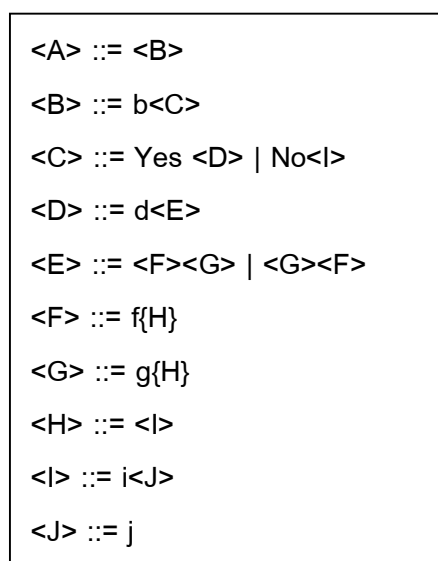 <A> ::= <B>
<B> ::= b<C>
<C> ::= Yes <D> | No<I>
<D> ::= d<E>
<E> ::= <F><G> | <G><F>
<F> ::= f{H}
<G> ::= g{H}
<H> ::= <I>
<I> ::= i<J>
<J> ::= j